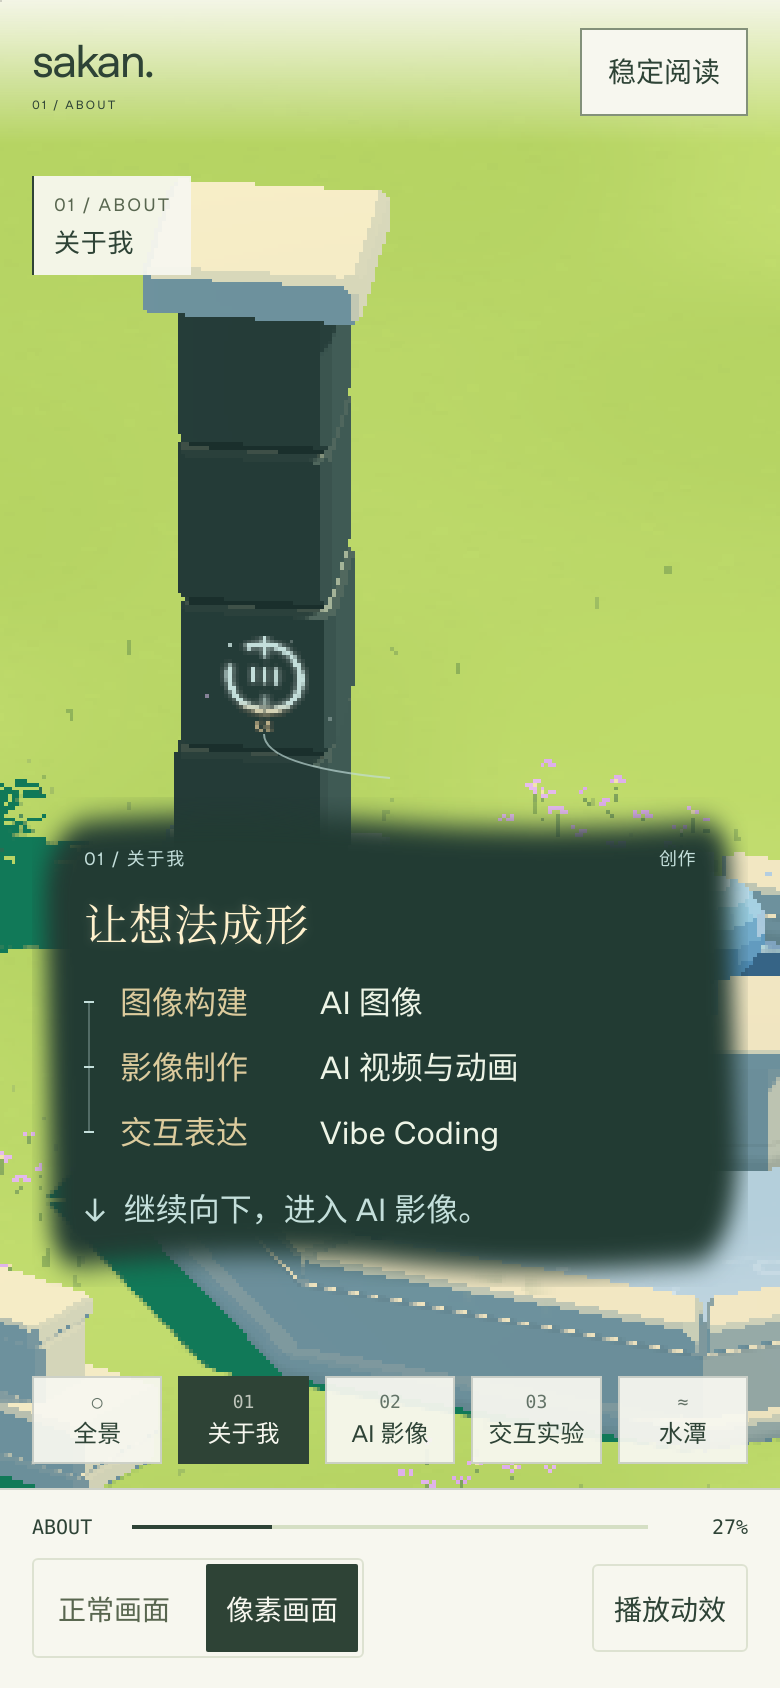 sakan.
01 / ABOUT
稳定阅读
01 / ABOUT
关于我
01 / 关于我
创作
让想法成形
图像构建 AI 图像
影像制作 AI 视频与动画
交互表达 Vibe Coding
↓ 继续向下，进入 AI 影像。
○
全景
01
关于我
02
AI 影像
03
交互实验
≈
水潭
ABOUT
27%
正常画面
像素画面
播放动效